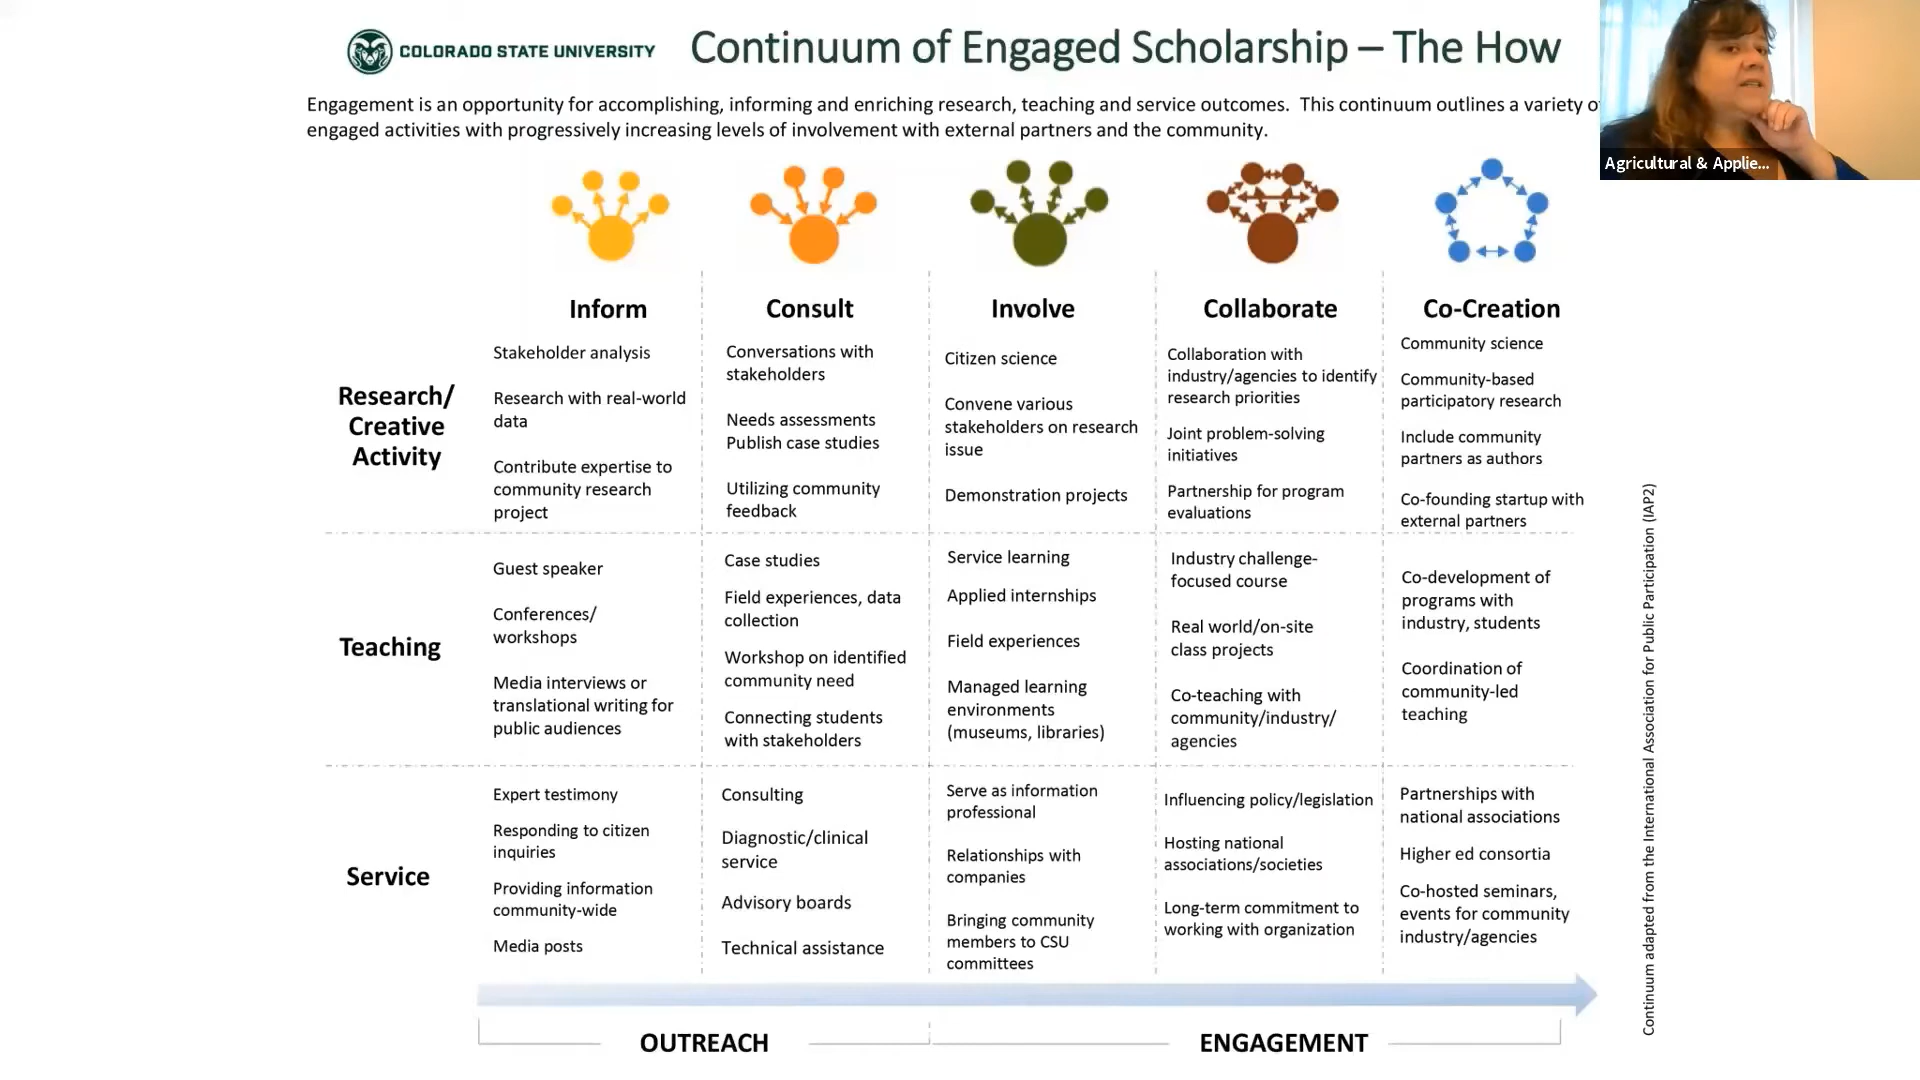 COLORADO STATE UNIVERSITY
Continuum of Engaged Scholarship – The How
Engagement is an opportunity for accomplishing, informing and enriching research, teaching and service outcomes. This continuum outlines a variety o
engaged activities with progressively increasing levels of involvement with external partners and the community.
Agricultural & Applie...
Inform
Consult
Involve
Collaborate
Co-Creation
Research/
Creative
Activity
Stakeholder analysis
Research with real-world
data
Contribute expertise to
community research
project
Conversations with
stakeholders
Needs assessments
Publish case studies
Utilizing community
feedback
Citizen science
Convene various
stakeholders on research
issue
Demonstration projects
Collaboration with
industry/agencies to identify
research priorities
Joint problem-solving
initiatives
Partnership for program
evaluations
Community science
Community-based
participatory research
Include community
partners as authors
Co-founding startup with
external partners
Teaching
Guest speaker
Conferences/
workshops
Media interviews or
translational writing for
public audiences
Case studies
Field experiences, data
collection
Workshop on identified
community need
Connecting students
with stakeholders
Service learning
Applied internships
Field experiences
Managed learning
environments
(museums, libraries)
Industry challenge-
focused course
Real world/on-site
class projects
Co-teaching with
community/industry/
agencies
Co-development of
programs with
industry, students
Coordination of
community-led
teaching
Service
Expert testimony
Responding to citizen
inquiries
Providing information
community-wide
Media posts
Consulting
Diagnostic/clinical
service
Advisory boards
Technical assistance
Serve as information
professional
Relationships with
companies
Bringing community
members to CSU
committees
Influencing policy/legislation
Hosting national
associations/societies
Long-term commitment to
working with organization
Partnerships with
national associations
Higher ed consortia
Co-hosted seminars,
events for community
industry/agencies
OUTREACH
ENGAGEMENT
Continuum adapted from the International Association for Public Participation (IAP2)